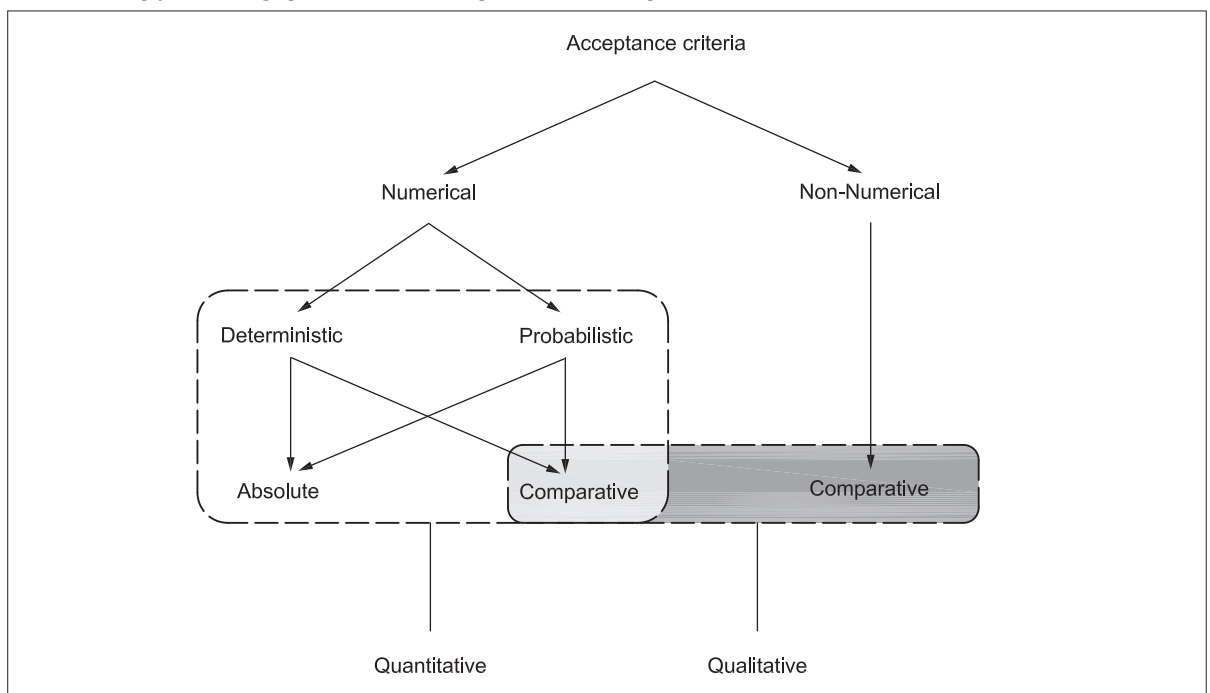 Acceptance criteria
Numerical
Non-Numerical
Deterministic
Probabilistic
Absolute
Comparative
Comparative
Quantitative
Qualitative